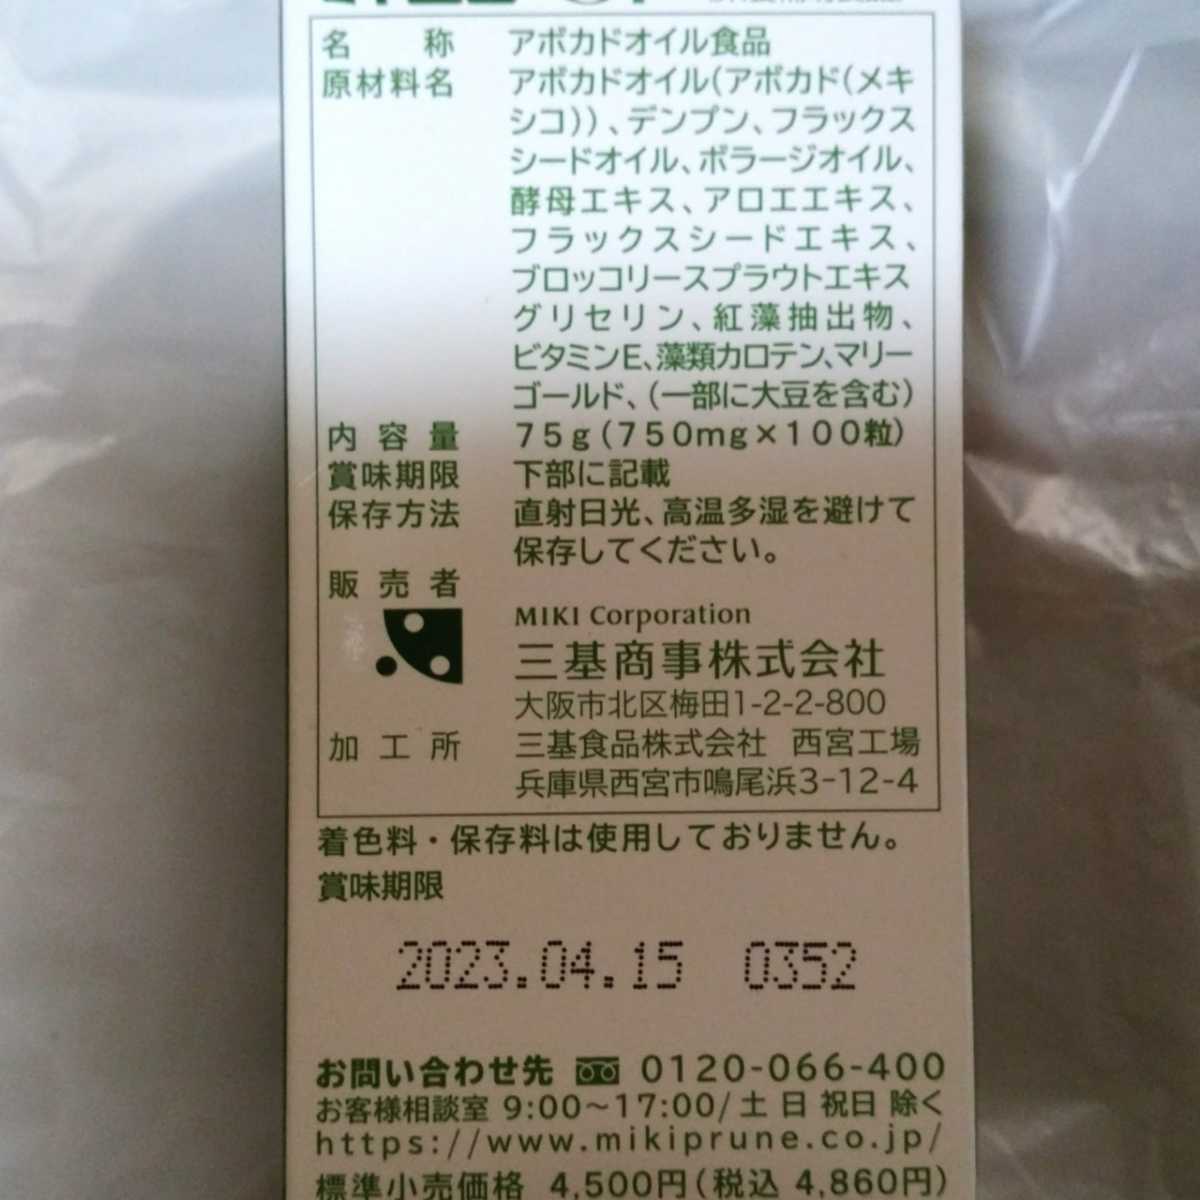 名称 アボカドオイル食品
原材料名 アボカドオイル(アボカド(メキ
シコ))、デンプン、フラックス
シードオイル、ボラージオイル、
酵母エキス、アロエエキス、
フラックスシードエキス、
ブロッコリースプラウトエキス
グリセリン、紅藻抽出物、
ビタミンE、藻類カロテン、マリー
ゴールド、(一部に大豆を含む)
内容量 75g(750mg×100粒)
賞味期限 下部に記載
保存方法 直射日光、高温多湿を避けて
保存してください。
販売者
MIKI Corporation
三基商事株式会社
大阪市北区梅田1-2-2-800
加工所 三基食品株式会社 西宮工場
兵庫県西宮市鳴尾浜3-12-4
着色料・保存料は使用しておりません。
賞味期限
2023.04.15 0352
お問い合わせ先 0120-066-400
お客様相談室 9:00～17:00/土日祝日除く
https://www.mikiprune.co.jp/
標準小売価格 4,500円(税込 4,860円)